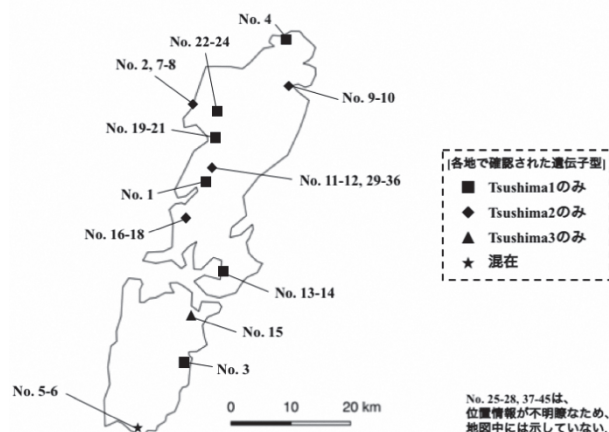 No. 4
No. 22-24
No. 2, 7-8
No. 9-10
No. 19-21
No. 1
No. 11-12, 29-36
No. 16-18
No. 13-14
No. 15
No. 3
No. 5-6
0 10 20 km
|各地で確認された遺伝子型|
■ Tsushima1のみ
◆ Tsushima2のみ
▲ Tsushima3のみ
★ 混在
No. 25-28, 37-45は、
位置情報が不明瞭なため、
地図中には示していない.